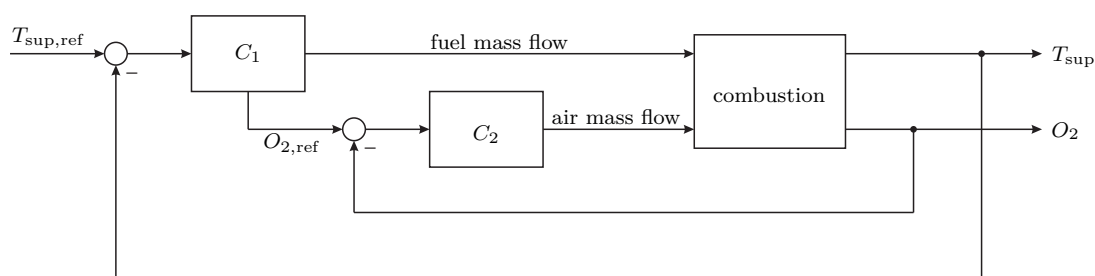 T_sup,ref
C_1
fuel mass flow
T_sup
−
combustion
C_2
air mass flow
O_2
O_2,ref
−